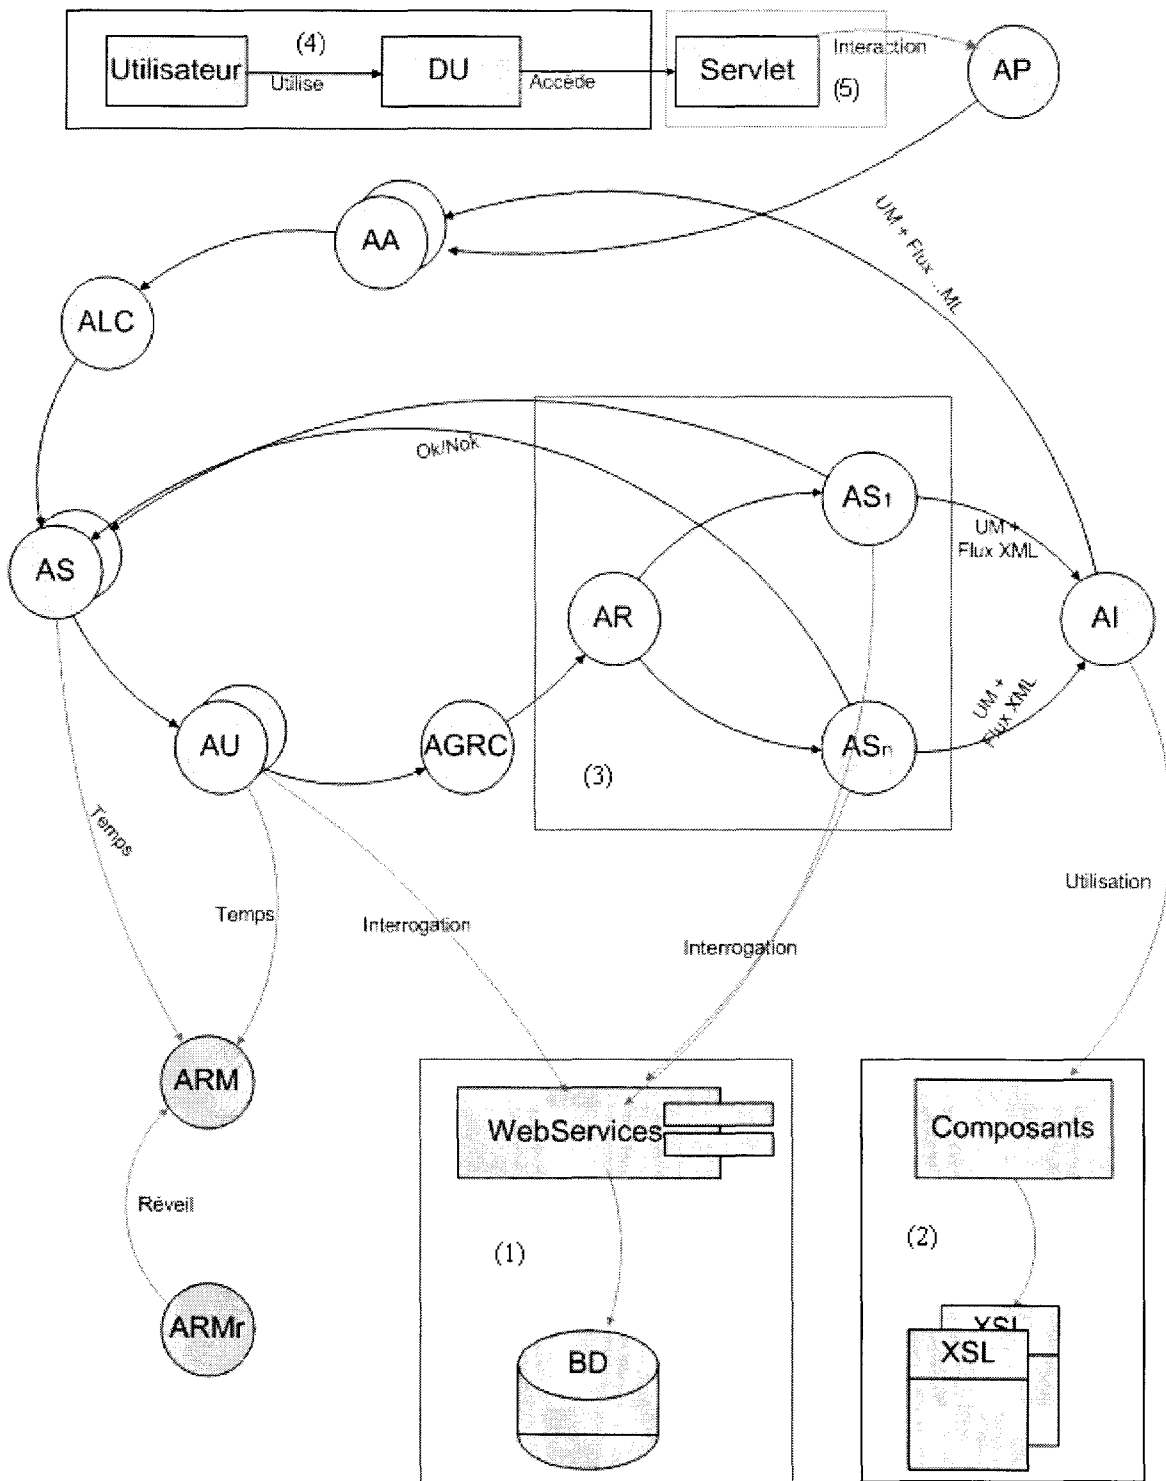 (4)
Utilisateur
DU
Servlet
Interaction
AP
Utilise
Accède
(5)
AA
UM + Flux ...ML
ALC
Ok/Nok
AS1
UM +
Flux XML
AS
AR
AI
UM +
Flux XML
AU
AGRC
ASn
(3)
Temps
Temps
Interrogation
Interrogation
Utilisation
ARM
WebServices
Composants
Réveil
(1)
(2)
ARMr
BD
XSL
XSL